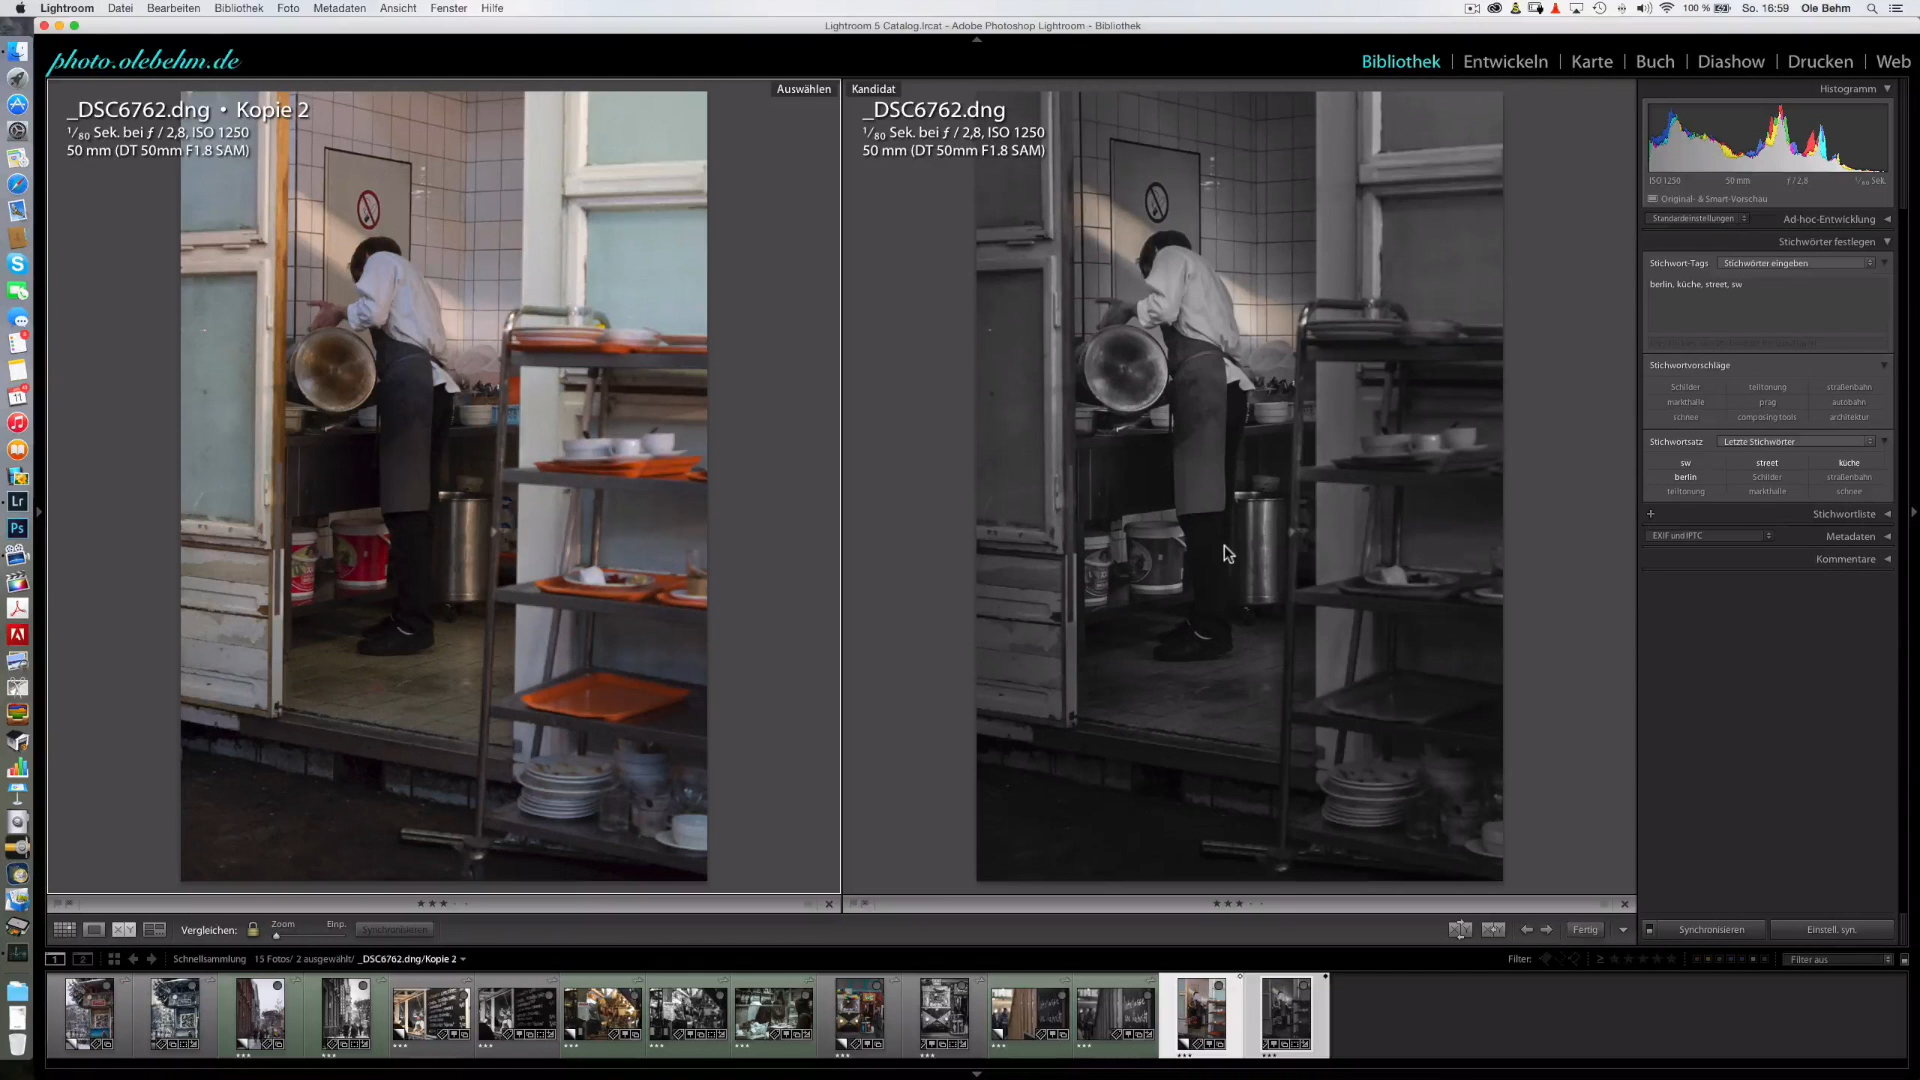 Lightroom Datei Bearbeiten Bibliothek Foto Metadaten Ansicht Fenster Hilfe 100 % So. 16:59 Ole Behm
Lightroom 5 Catalog.lrcat - Adobe Photoshop Lightroom - Bibliothek
photo.olebehm.de
Bibliothek | Entwickeln | Karte | Buch | Diashow | Drucken | Web
Auswählen
_DSC6762.dng • Kopie 2
1/80 Sek. bei ƒ / 2,8, ISO 1250
50 mm (DT 50mm F1.8 SAM)
Kandidat
_DSC6762.dng
1/80 Sek. bei ƒ / 2,8, ISO 1250
50 mm (DT 50mm F1.8 SAM)
Histogramm
ISO 1250 50 mm ƒ / 2,8 1/80 Sek.
Original- & Smart-Vorschau
Standardeinstellungen Ad-hoc-Entwicklung
Stichwörter festlegen
Stichwort-Tags Stichwörter eingeben
berlin, küche, street, sw
Stichwortvorschläge
Schilder teiltonung straßenbahn
markthalle prag autobahn
schnee composing tools architektur
Stichwortsatz Letzte Stichwörter
sw street küche
berlin Schilder straßenbahn
teiltonung markthalle schnee
+ Stichwortliste
EXIF und IPTC Metadaten
Kommentare
Vergleichen: Zoom Einp. Synchronisieren
Fertig
Synchronisieren Einstell. syn.
1 2 Schnellsammlung 15 Fotos/ 2 ausgewählt/ _DSC6762.dng/Kopie 2
Filter: Filter aus
Lr
Ps